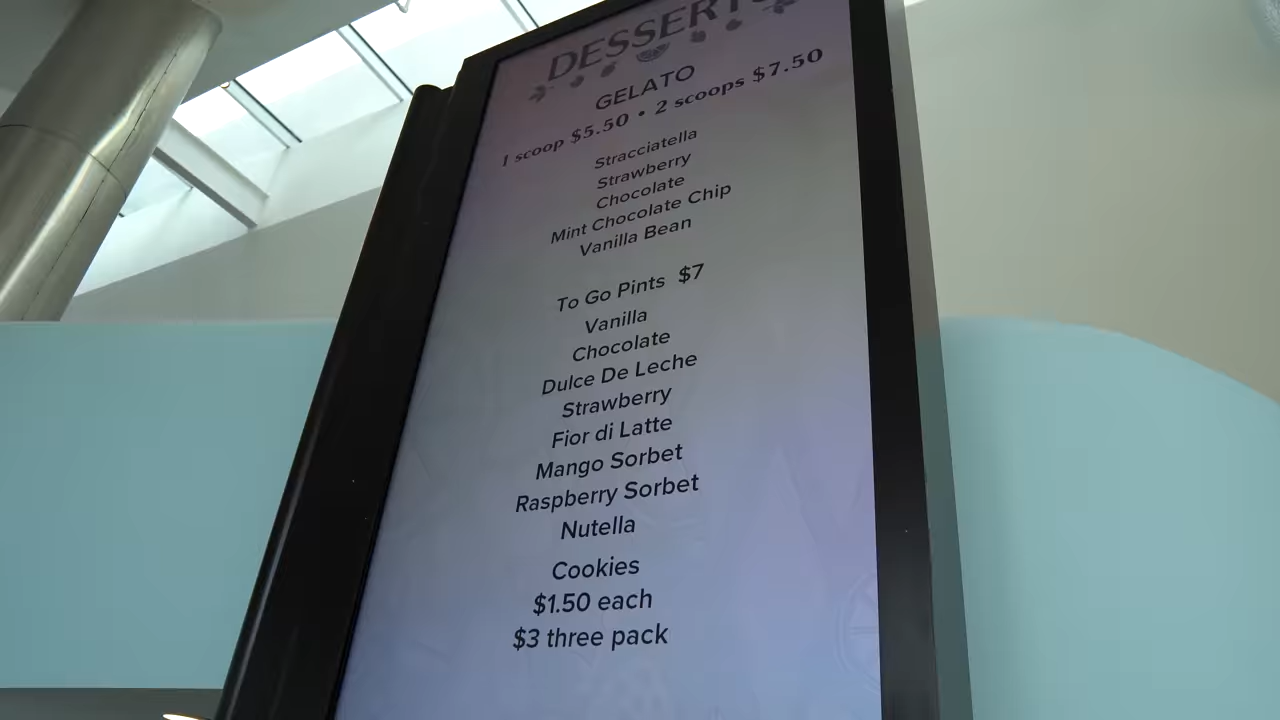 DESSERTS
GELATO
1 scoop $5.50 • 2 scoops $7.50
Stracciatella
Strawberry
Chocolate
Mint Chocolate Chip
Vanilla Bean
To Go Pints $7
Vanilla
Chocolate
Dulce De Leche
Strawberry
Fior di Latte
Mango Sorbet
Raspberry Sorbet
Nutella
Cookies
$1.50 each
$3 three pack